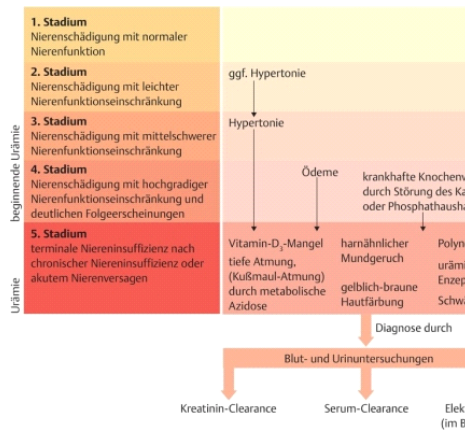 1. Stadium
Nierenschädigung mit normaler
Nierenfunktion
2. Stadium
Nierenschädigung mit leichter
Nierenfunktionseinschränkung
ggf. Hypertonie
3. Stadium
Nierenschädigung mit mittelschwerer
Nierenfunktionseinschränkung
Hypertonie
beginnende Urämie
4. Stadium
Nierenschädigung mit hochgradiger
Nierenfunktionseinschränkung und
deutlichen Folgeerscheinungen
Ödeme
krankhafte Knochenv
durch Störung des Ka
oder Phosphathausha
Urämie
5. Stadium
terminale Niereninsuffizienz nach
chronischer Niereninsuffizienz oder
akutem Nierenversagen
Vitamin-D₃-Mangel
tiefe Atmung,
(Kußmaul-Atmung)
durch metabolische
Azidose
harnähnlicher
Mundgeruch
gelblich-braune
Hautfärbung
Polyn
urämi
Enzep
Schwä
Diagnose durch
Blut- und Urinuntersuchungen
Kreatinin-Clearance
Serum-Clearance
Elek
(im B